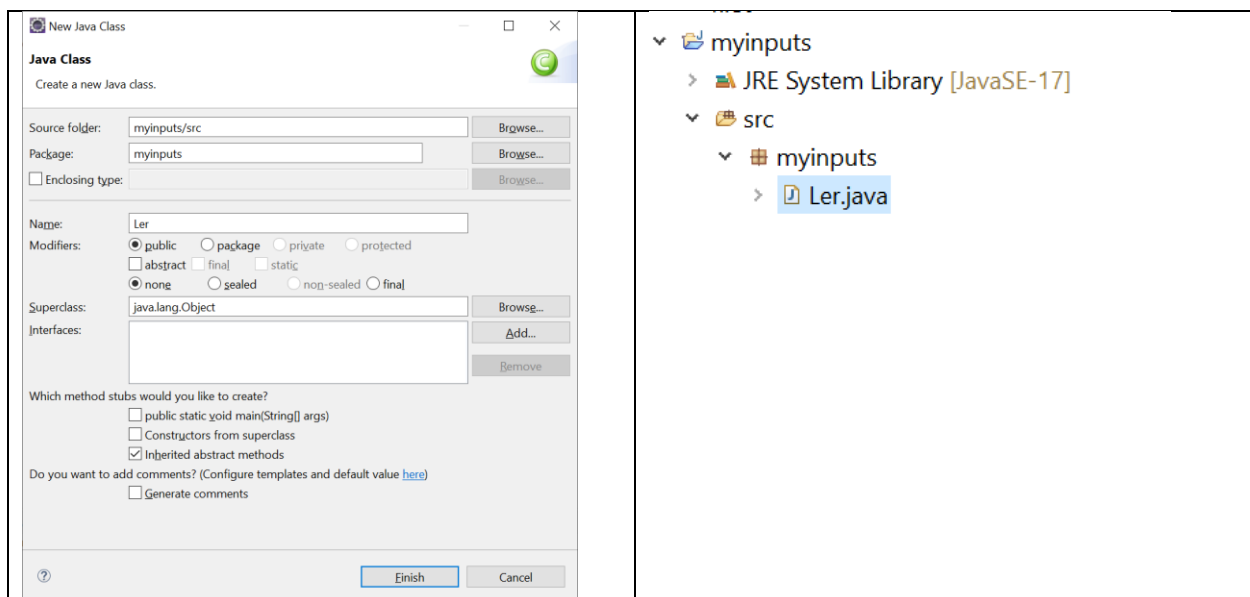 New Java Class
Java Class
Create a new Java class.
Source folder: myinputs/src Browse...
Package: myinputs Browse...
Enclosing type: Browse...
Name: Ler
Modifiers: public package private protected
abstract final static
none sealed non-sealed final
Superclass: java.lang.Object Browse...
Interfaces: Add...
Remove
Which method stubs would you like to create?
public static void main(String[] args)
Constructors from superclass
Inherited abstract methods
Do you want to add comments? (Configure templates and default value here)
Generate comments
? Finish Cancel
myinputs
JRE System Library [JavaSE-17]
src
myinputs
Ler.java